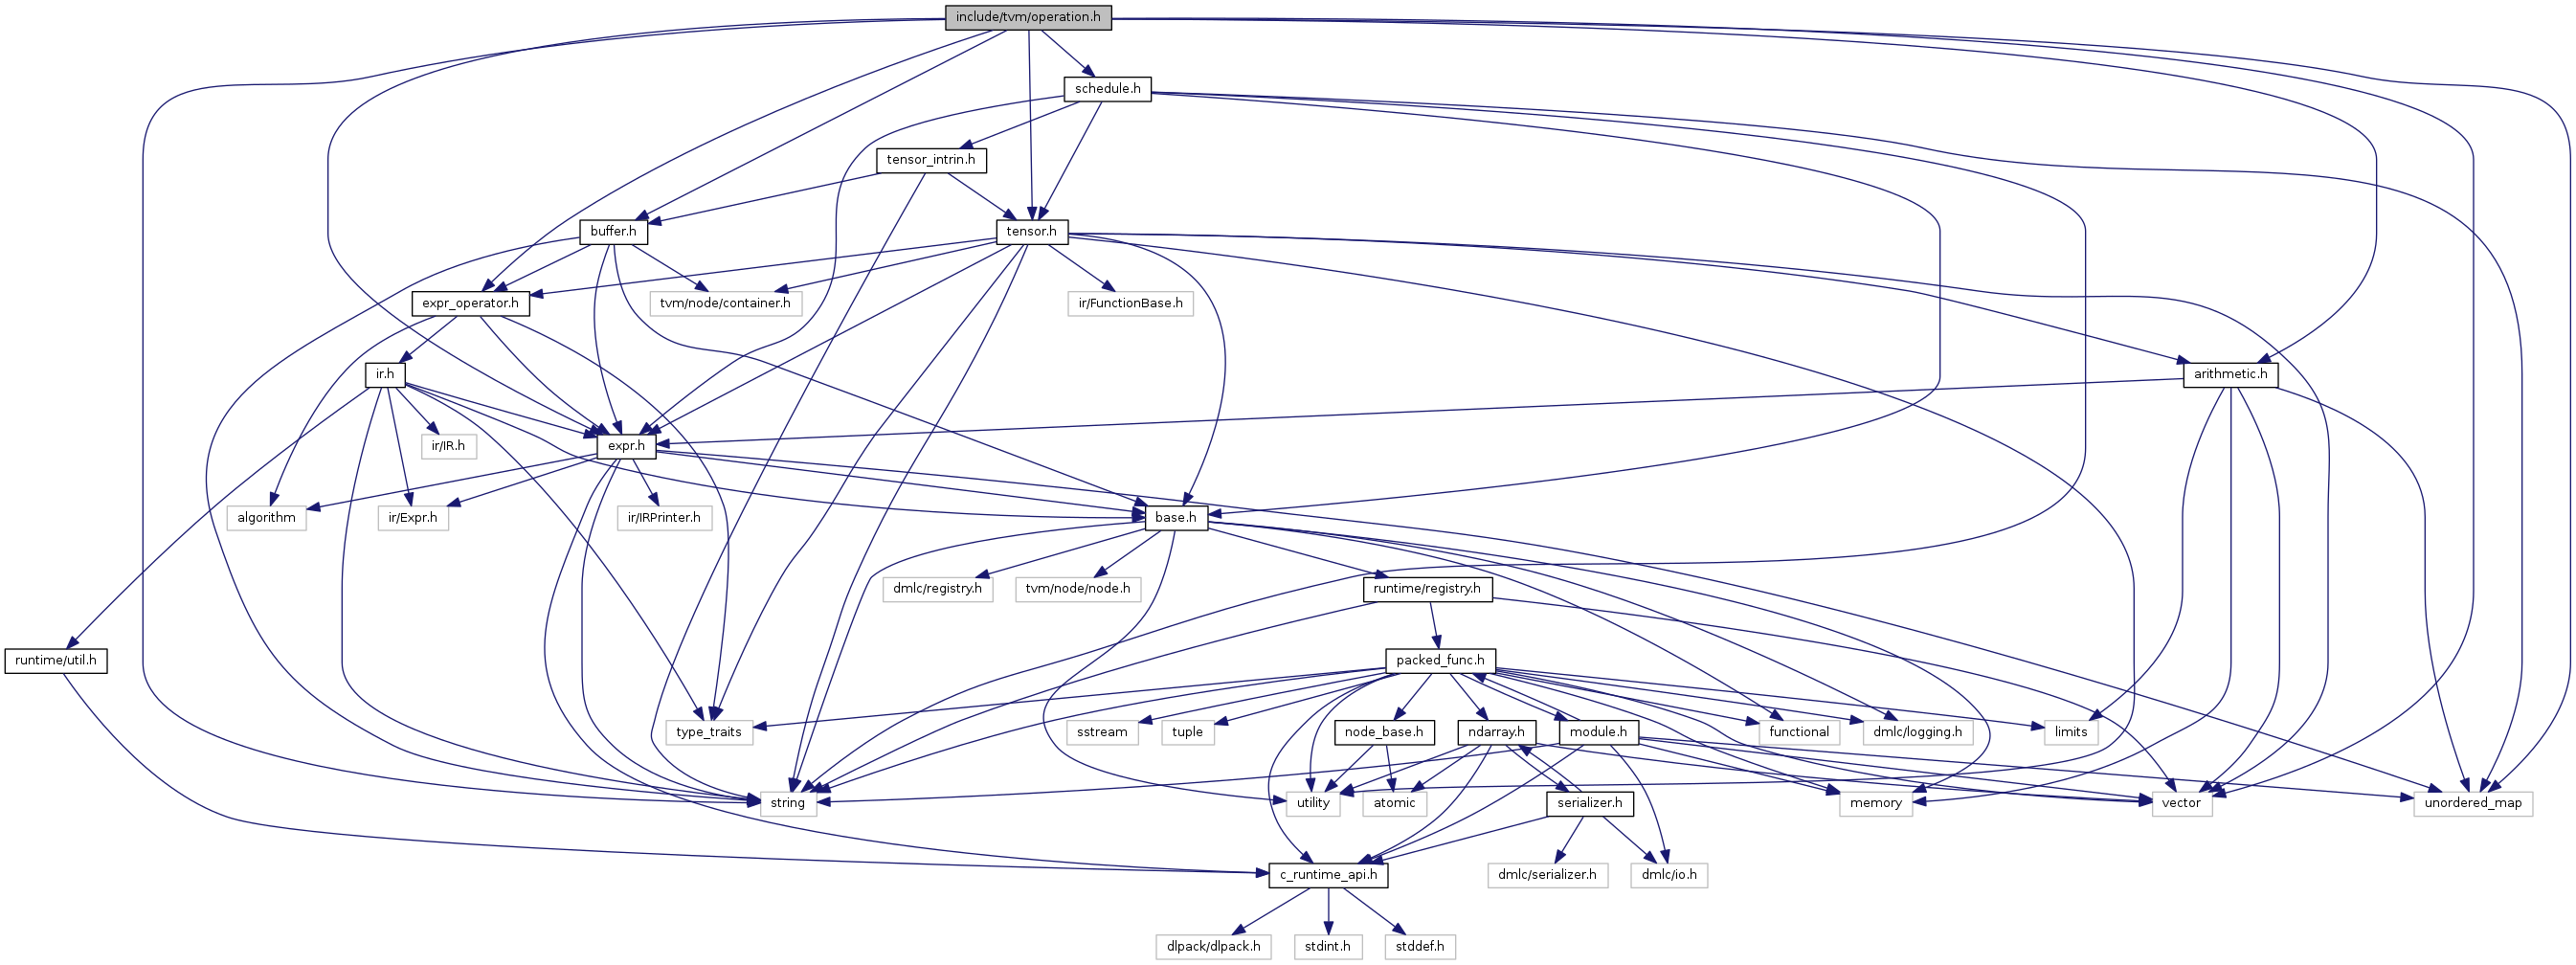 include/tvm/operation.h
schedule.h
tensor_intrin.h
buffer.h
tensor.h
expr_operator.h
tvm/node/container.h
ir/FunctionBase.h
ir.h
arithmetic.h
ir/IR.h
expr.h
algorithm
ir/Expr.h
ir/IRPrinter.h
base.h
dmlc/registry.h
tvm/node/node.h
runtime/registry.h
runtime/util.h
packed_func.h
type_traits
sstream
tuple
node_base.h
ndarray.h
module.h
functional
dmlc/logging.h
limits
string
utility
atomic
serializer.h
memory
vector
unordered_map
c_runtime_api.h
dmlc/serializer.h
dmlc/io.h
dlpack/dlpack.h
stdint.h
stddef.h